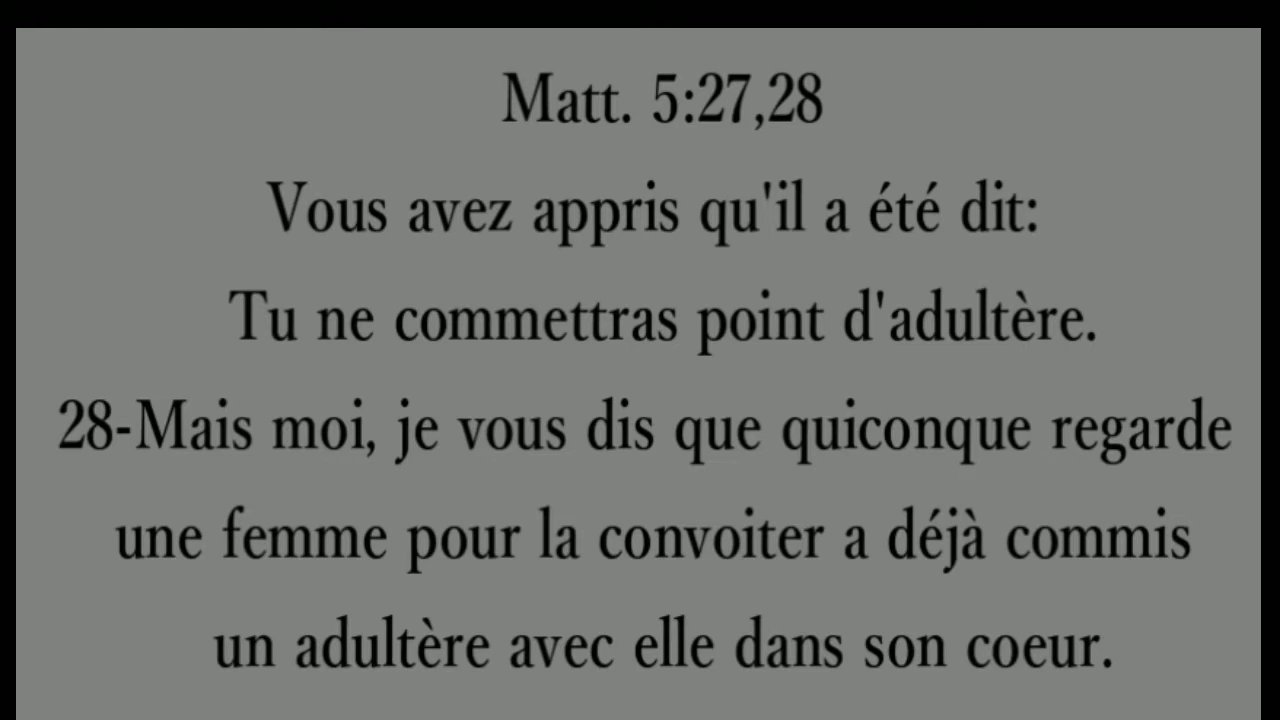 Matt. 5:27,28
Vous avez appris qu'il a été dit:
Tu ne commettras point d'adultère.
28-Mais moi, je vous dis que quiconque regarde
une femme pour la convoiter a déjà commis
un adultère avec elle dans son coeur.